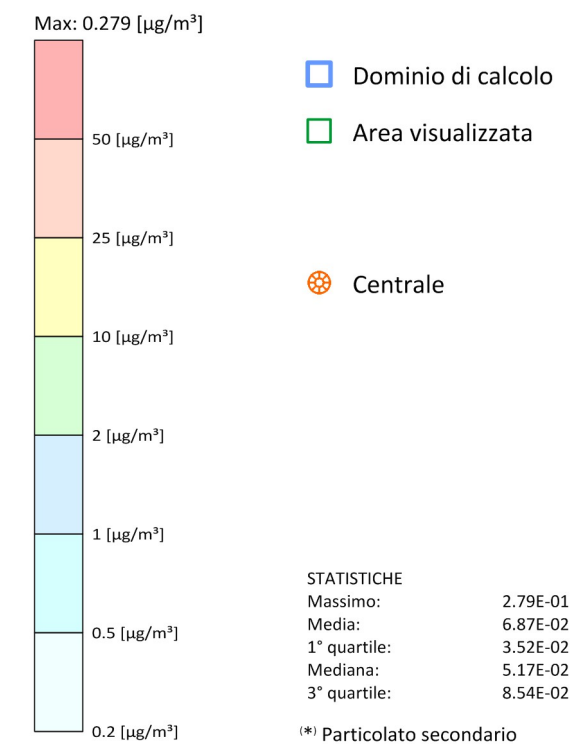 Max: 0.279 [µg/m³]
50 [µg/m³]
25 [µg/m³]
10 [µg/m³]
2 [µg/m³]
1 [µg/m³]
0.5 [µg/m³]
0.2 [µg/m³]
Dominio di calcolo
Area visualizzata
Centrale
STATISTICHE
Massimo: 2.79E-01
Media: 6.87E-02
1° quartile: 3.52E-02
Mediana: 5.17E-02
3° quartile: 8.54E-02
(*) Particolato secondario